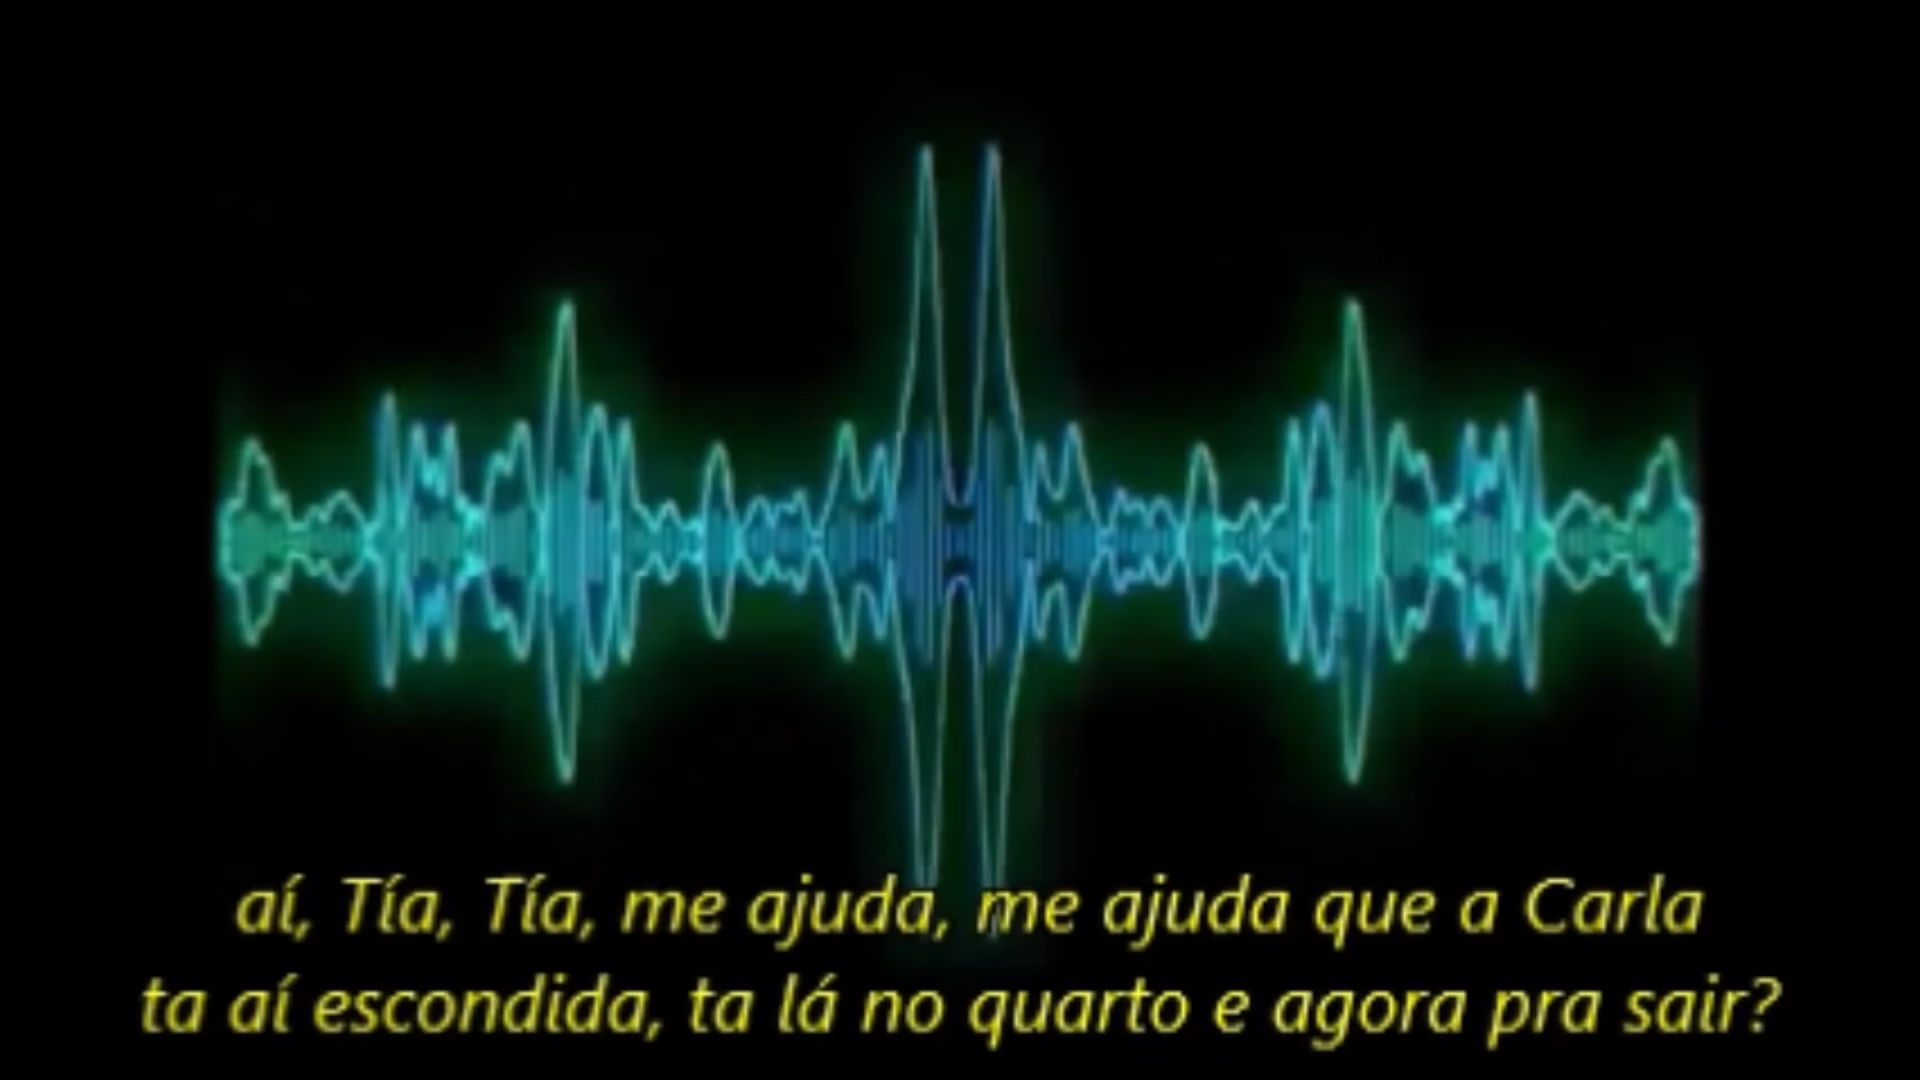 aí, Tía, Tía, me ajuda, me ajuda que a Carla
ta aí escondida, ta lá no quarto e agora pra sair?